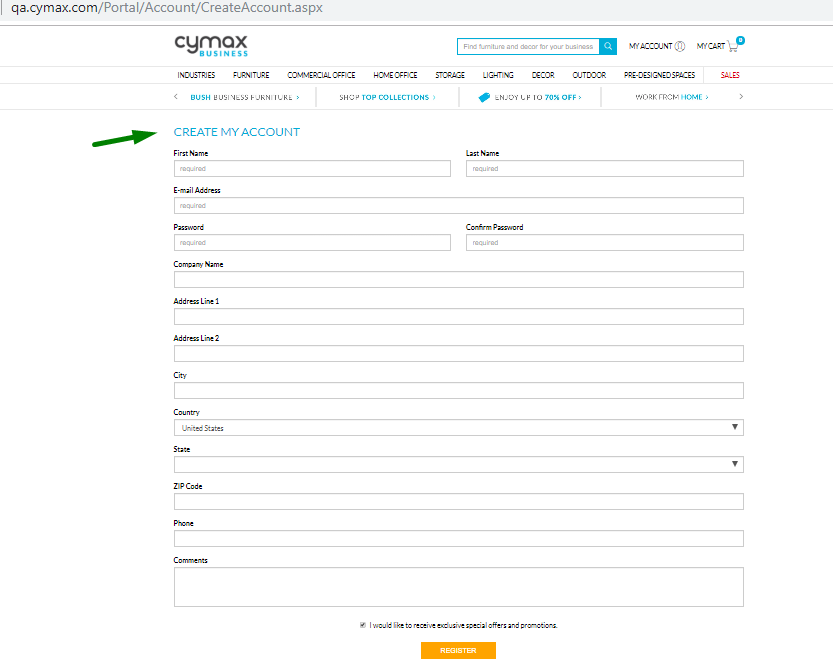 qa.cymax.com/Portal/Account/CreateAccount.aspx
cymax
BUSINESS
Find furniture and decor for your business
MY ACCOUNT
MY CART
0
INDUSTRIES FURNITURE COMMERCIAL OFFICE HOME OFFICE STORAGE LIGHTING DECOR OUTDOOR PRE-DESIGNED SPACES SALES
< BUSH BUSINESS FURNITURE > SHOP TOP COLLECTIONS > ENJOY UP TO 70% OFF > WORK FROM HOME > >
CREATE MY ACCOUNT
First Name Last Name
required required
E-mail Address
required
Password Confirm Password
required required
Company Name
Address Line 1
Address Line 2
City
Country
United States
State
ZIP Code
Phone
Comments
I would like to receive exclusive special offers and promotions.
REGISTER